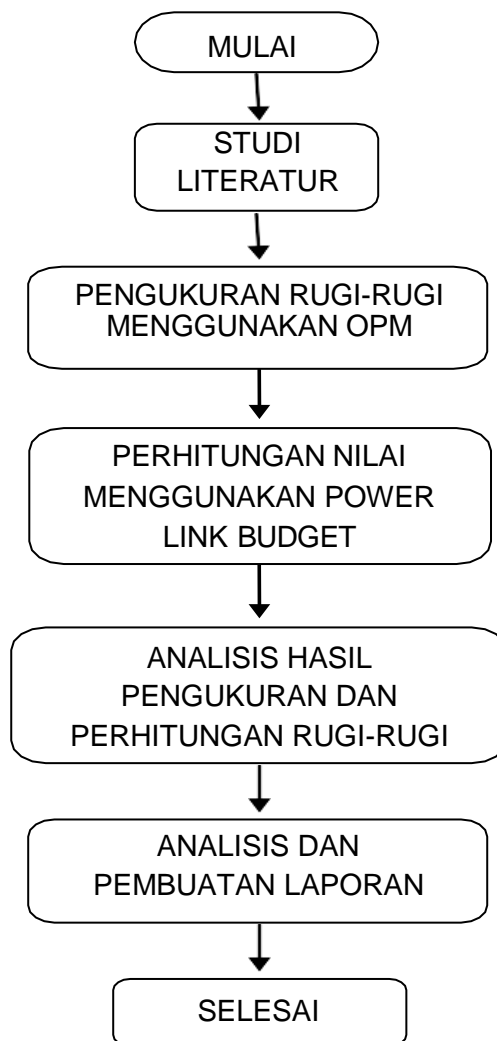 MULAI
STUDI
LITERATUR
PENGUKURAN RUGI-RUGI
MENGGUNAKAN OPM
PERHITUNGAN NILAI
MENGGUNAKAN POWER
LINK BUDGET
ANALISIS HASIL
PENGUKURAN DAN
PERHITUNGAN RUGI-RUGI
ANALISIS DAN
PEMBUATAN LAPORAN
SELESAI